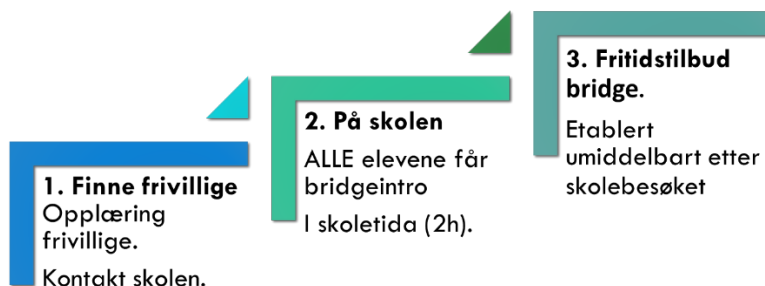 1. Finne frivillige
Opplæring
frivillige.
Kontakt skolen.
2. På skolen
ALLE elevene får
bridgeintro
I skoletida (2h).
3. Fritidstilbud
bridge.
Etablert
umiddelbart etter
skolebesøket